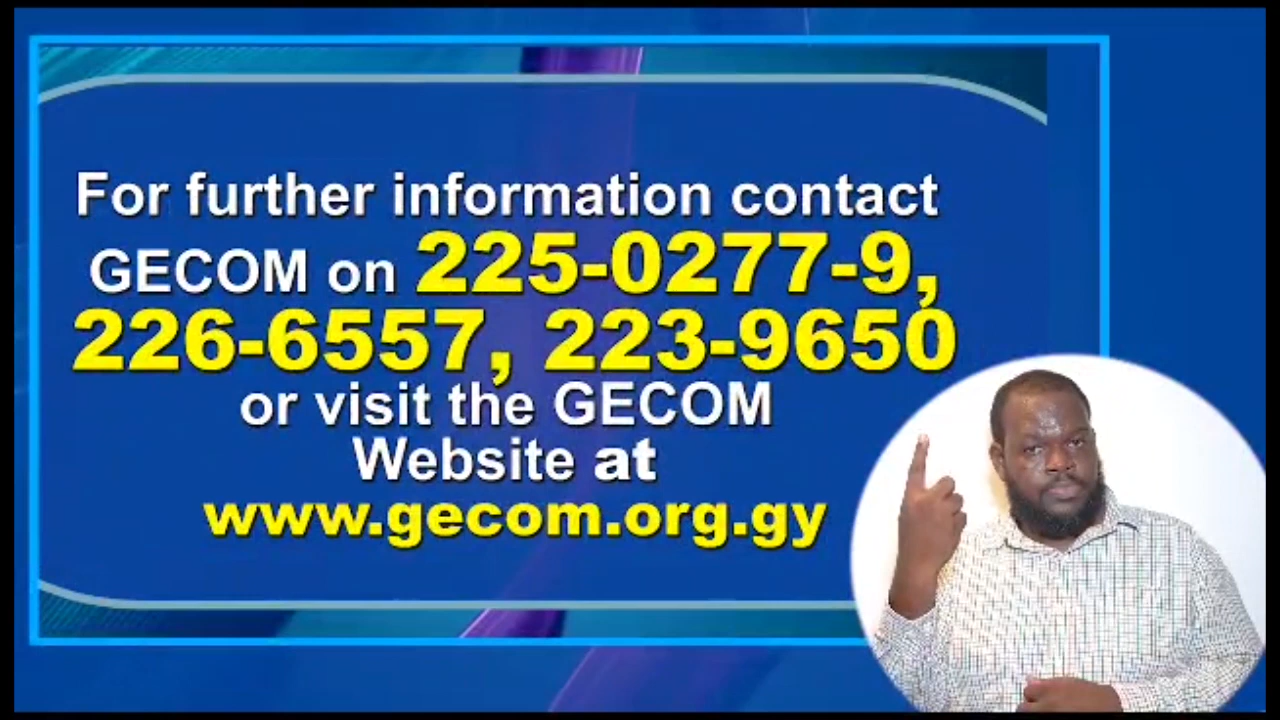 For further information contact
GECOM on 225-0277-9,
226-6557, 223-9650
or visit the GECOM
Website at
www.gecom.org.gy